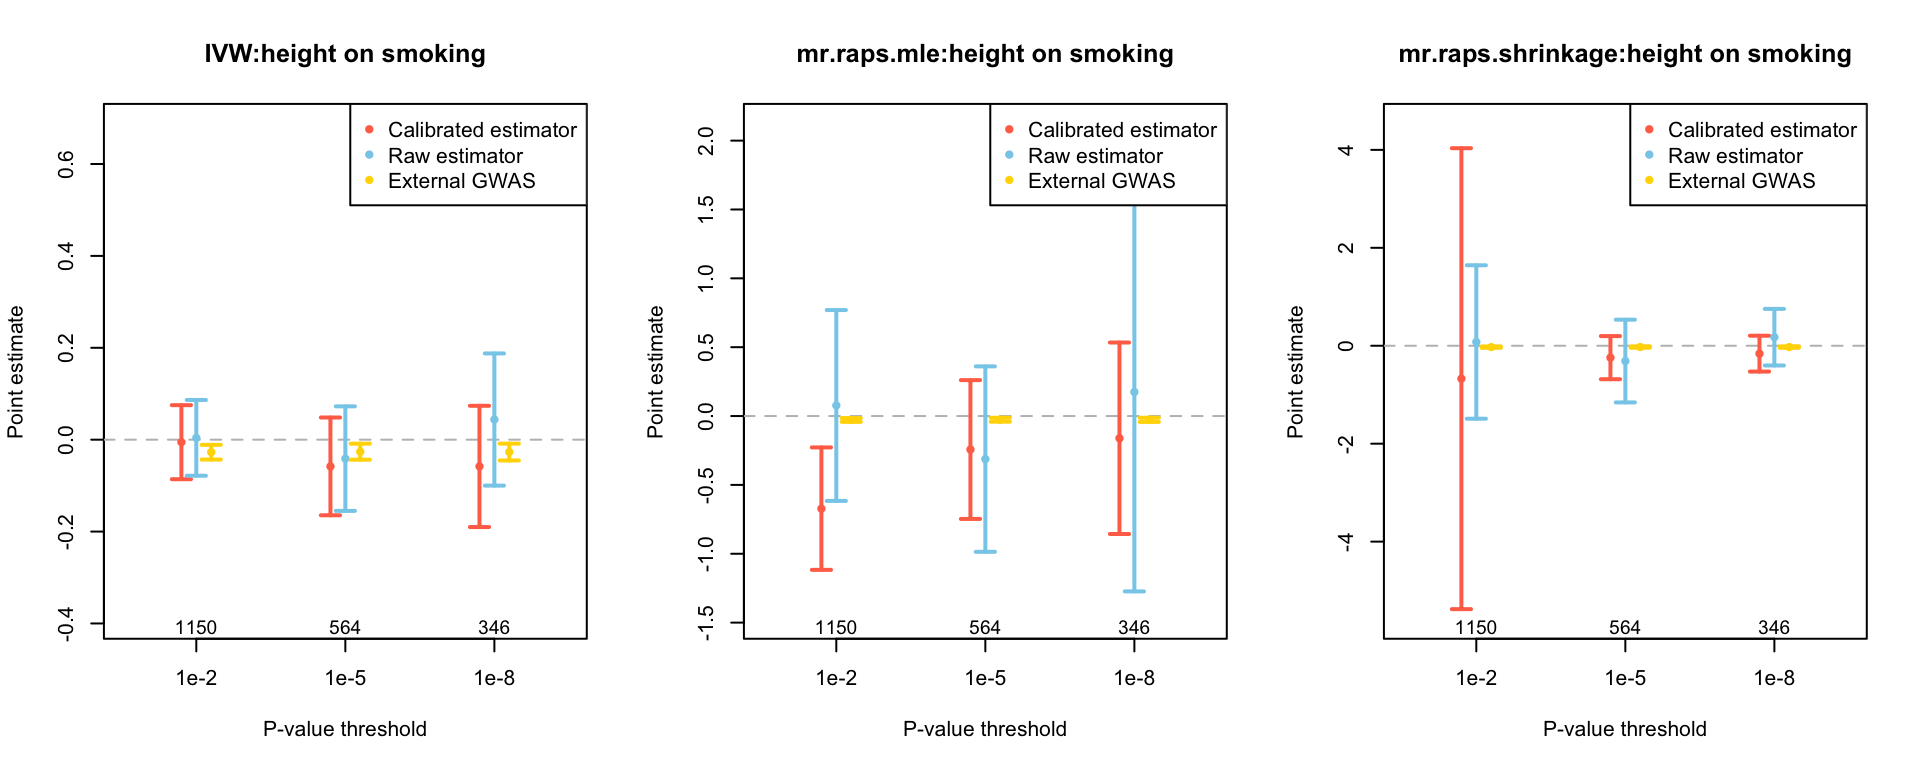 IVW:height on smoking
Point estimate
0.6
0.4
0.2
0.0
-0.2
-0.4
Calibrated estimator
Raw estimator
External GWAS
1150 564 346
1e-2 1e-5 1e-8
P-value threshold
mr.raps.mle:height on smoking
Point estimate
2.0
1.5
1.0
0.5
0.0
-0.5
-1.0
-1.5
Calibrated estimator
Raw estimator
External GWAS
1150 564 346
1e-2 1e-5 1e-8
P-value threshold
mr.raps.shrinkage:height on smoking
Point estimate
4
2
0
-2
-4
Calibrated estimator
Raw estimator
External GWAS
1150 564 346
1e-2 1e-5 1e-8
P-value threshold